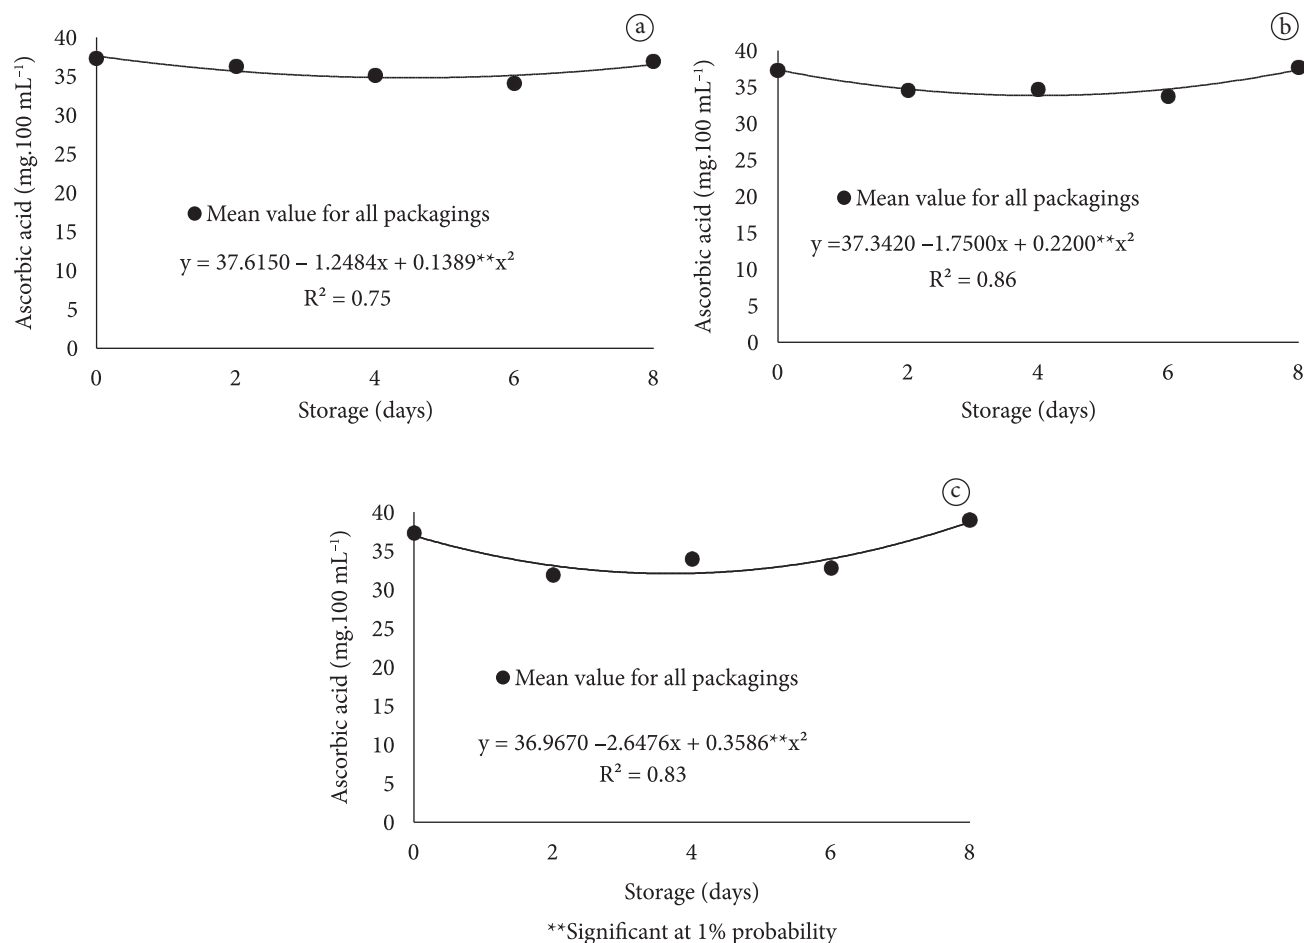 a
Ascorbic acid (mg.100 mL⁻¹)
40
35
30
25
20
15
10
5
0
Mean value for all packagings
y = 37.6150 – 1.2484x + 0.1389**x²
R² = 0.75
0 2 4 6 8
Storage (days)
b
Ascorbic acid (mg.100 mL⁻¹)
40
35
30
25
20
15
10
5
0
Mean value for all packagings
y =37.3420 –1.7500x + 0.2200**x²
R² = 0.86
0 2 4 6 8
Storage (days)
c
Ascorbic acid (mg.100 mL⁻¹)
40
35
30
25
20
15
10
5
0
Mean value for all packagings
y = 36.9670 –2.6476x + 0.3586**x²
R² = 0.83
0 2 4 6 8
Storage (days)
**Significant at 1% probability